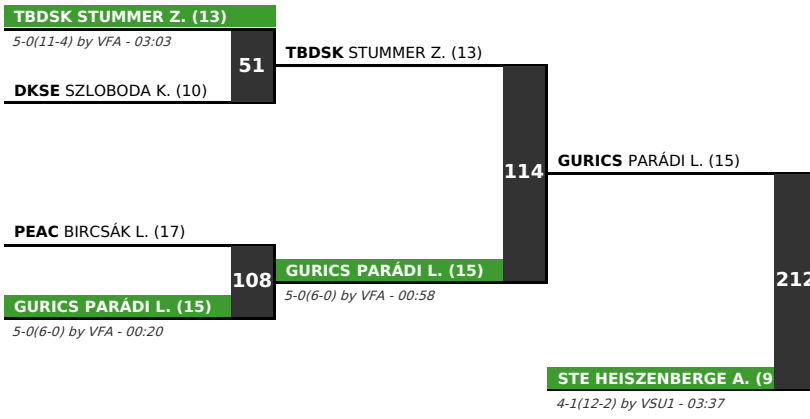 TBDSK STUMMER Z. (13)
5-0(11-4) by VFA - 03:03
51
DKSE SZLOBODA K. (10)
TBDSK STUMMER Z. (13)
114
GURICS PARÁDI L. (15)
PEAC BIRCSÁK L. (17)
108
GURICS PARÁDI L. (15)
5-0(6-0) by VFA - 00:20
GURICS PARÁDI L. (15)
5-0(6-0) by VFA - 00:58
212
STE HEISZENBERGE A. (9
4-1(12-2) by VSU1 - 03:37